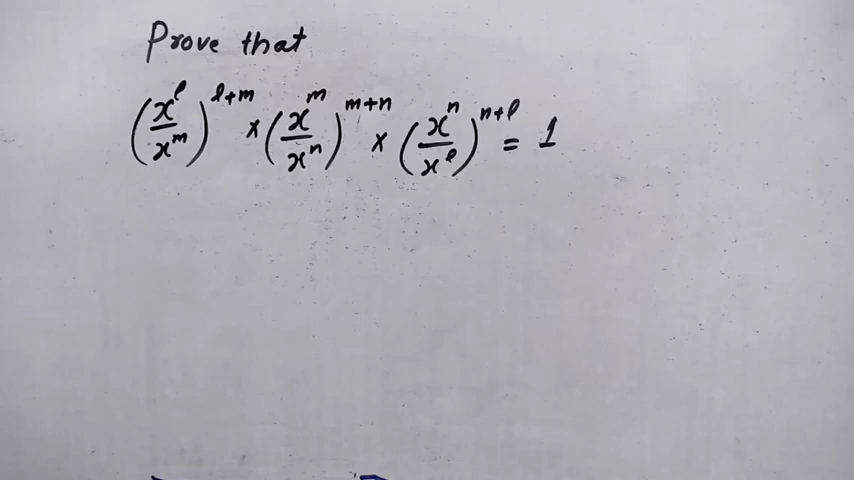 Prove that
(x^l/x^m)^{l+m} × (x^m/x^n)^{m+n} × (x^n/x^l)^{n+l} = 1